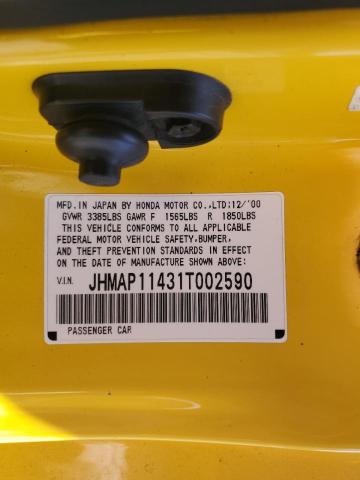 MFD.IN JAPAN BY HONDA MOTOR CO.,LTD:12/'00
GVWR 3385LBS GAWR F 1565LBS R 1850LBS
THIS VEHICLE CONFORMS TO ALL APPLICABLE
FEDERAL MOTOR VEHICLE SAFETY,BUMPER,
AND THEFT PREVENTION STANDARDS IN EFFECT
ON THE DATE OF MANUFACTURE SHOWN ABOVE:
V.I.N. JHMAP11431T002590
PASSENGER CAR